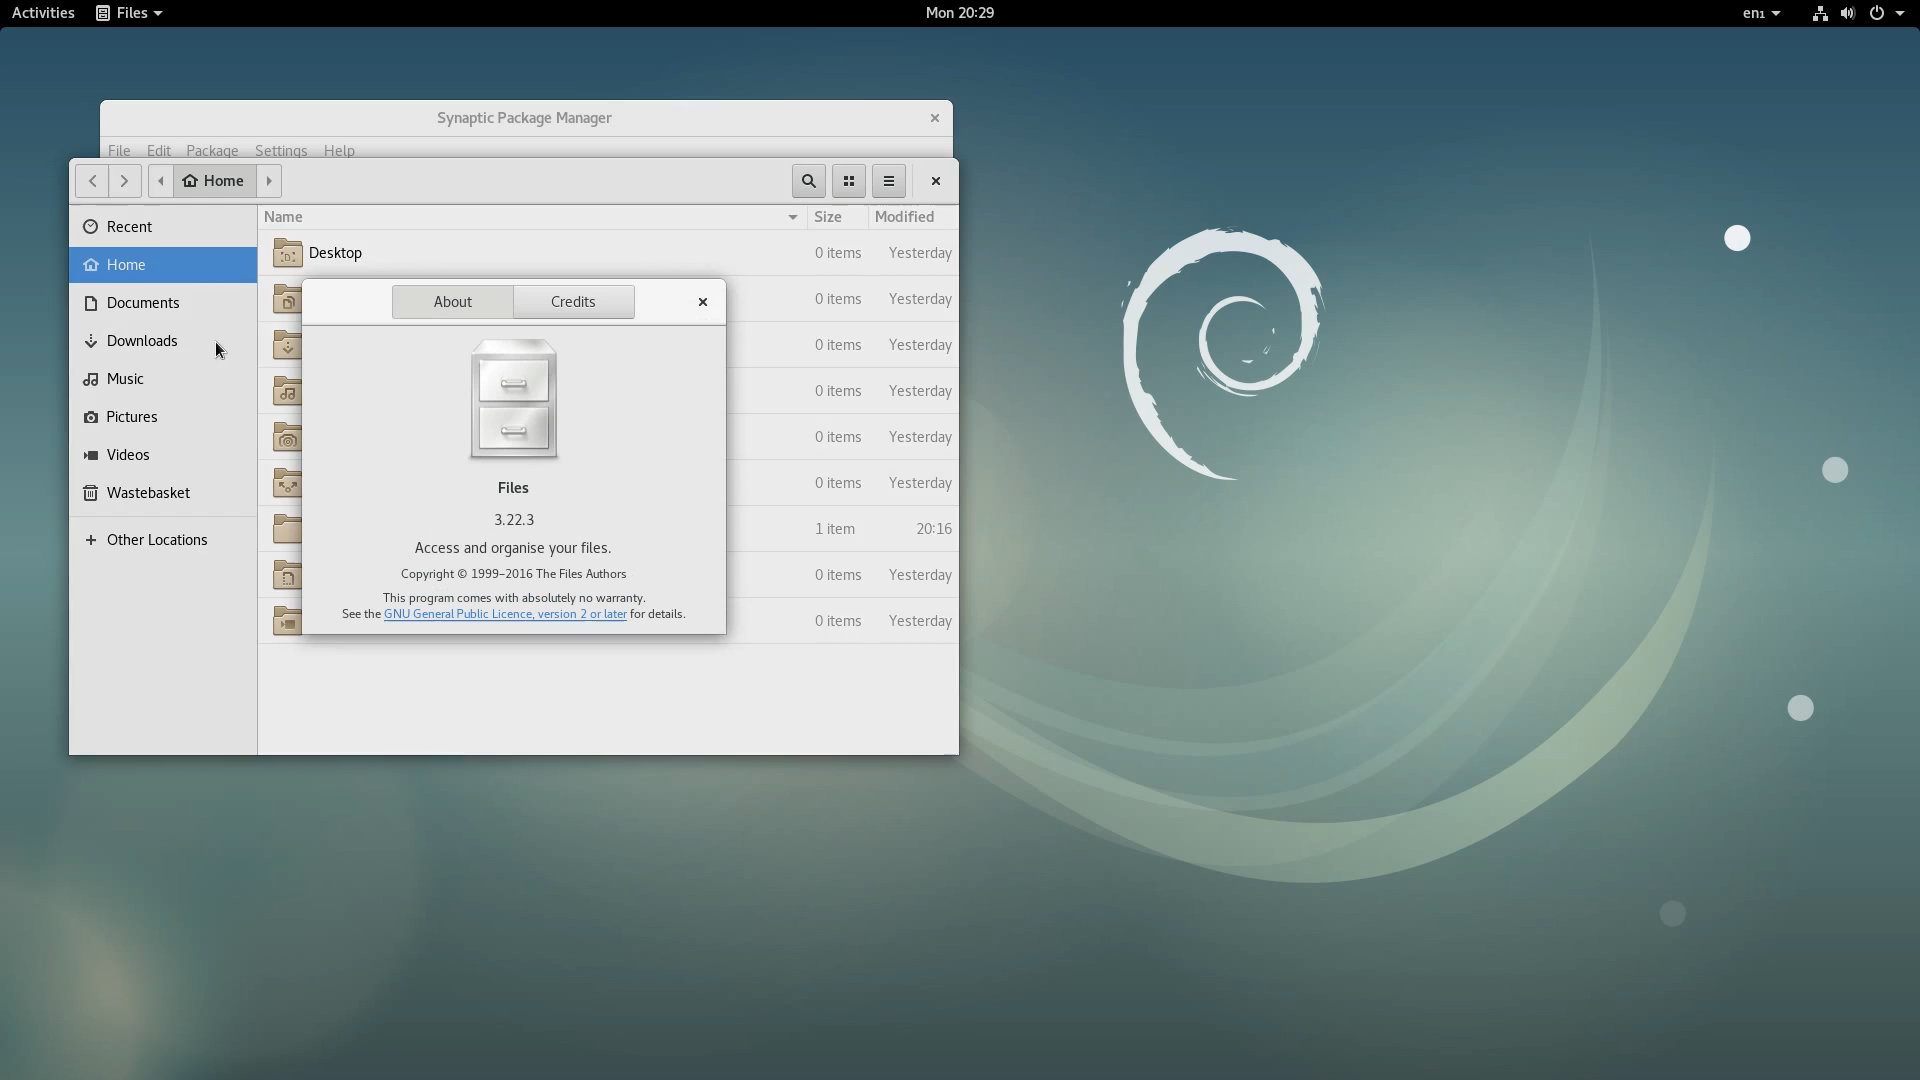 Activities
Files
Mon 20:29
en₁
Synaptic Package Manager
File Edit Package Settings Help
Home
Name Size Modified
Recent
Home
Documents
Downloads
Music
Pictures
Videos
Wastebasket
Other Locations
Desktop 0 items Yesterday
0 items Yesterday
0 items Yesterday
0 items Yesterday
0 items Yesterday
0 items Yesterday
1 item 20:16
0 items Yesterday
0 items Yesterday
About Credits
Files
3.22.3
Access and organise your files.
Copyright © 1999–2016 The Files Authors
This program comes with absolutely no warranty.
See the GNU General Public Licence, version 2 or later for details.